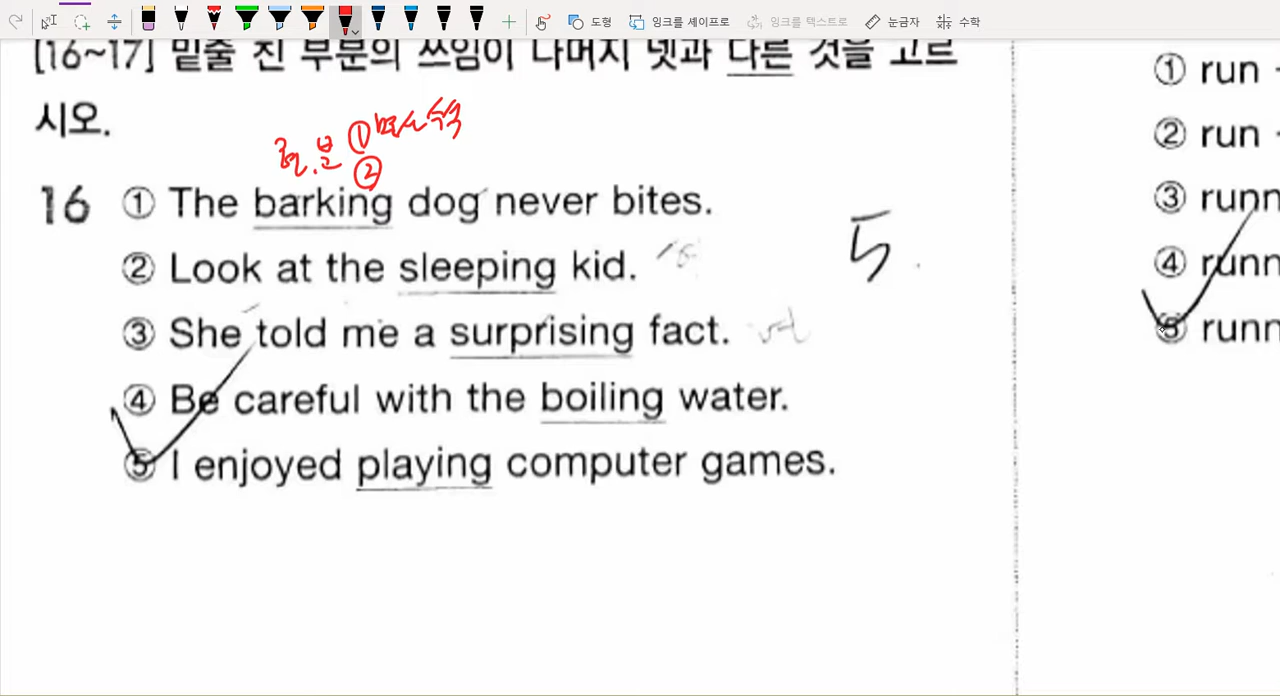 도형
잉크를 셰이프로
잉크를 텍스트로
눈금자
수학
[16~17] 밑줄 친 부분의 쓰임이 나머지 넷과 다른 것을 고르
시오.
현.분 ① 명사수식
②
16 ① The barking dog never bites.
② Look at the sleeping kid.
③ She told me a surprising fact.
④ Be careful with the boiling water.
⑤ I enjoyed playing computer games.
5.
① run
② run
③ runn
④ runn
⑤ runn